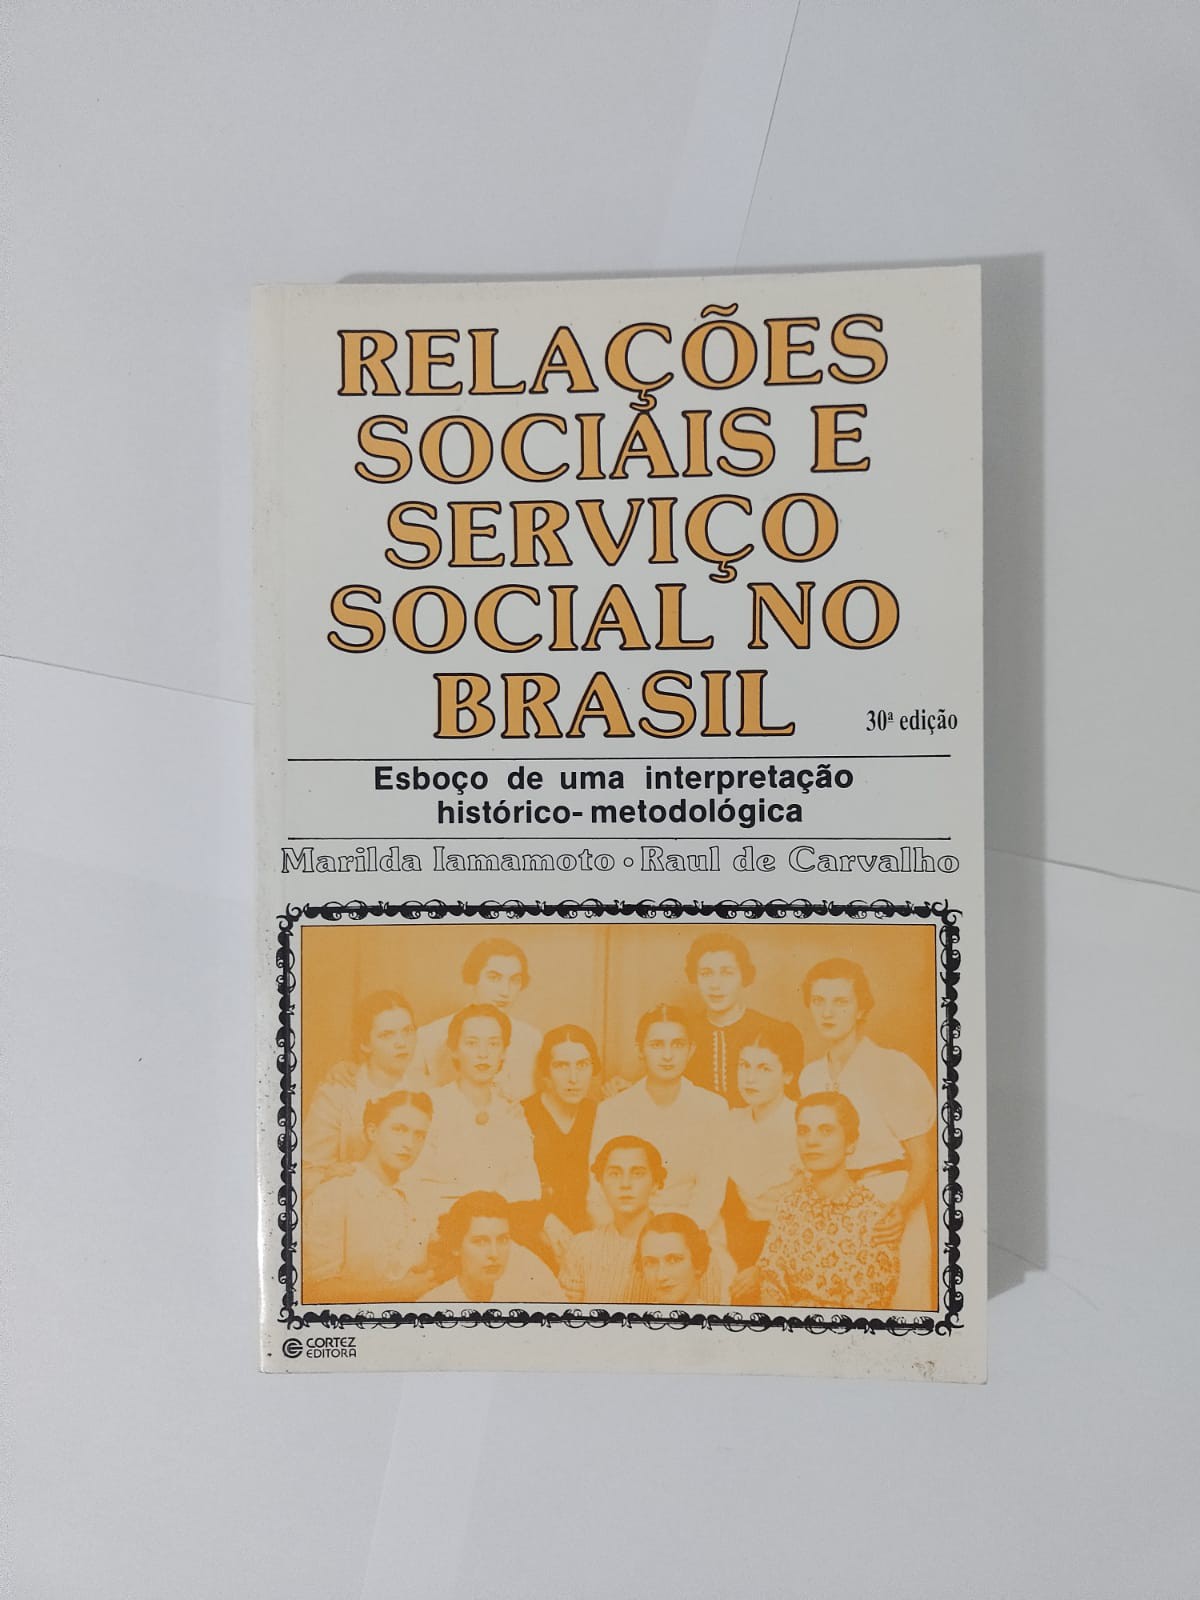 RELAÇÕES
SOCIAIS E
SERVIÇO
SOCIAL NO
BRASIL
30ª edição
Esboço de uma interpretação
histórico-metodológica
Marilda Iamamoto • Raul de Carvalho
CORTEZ
EDITORA